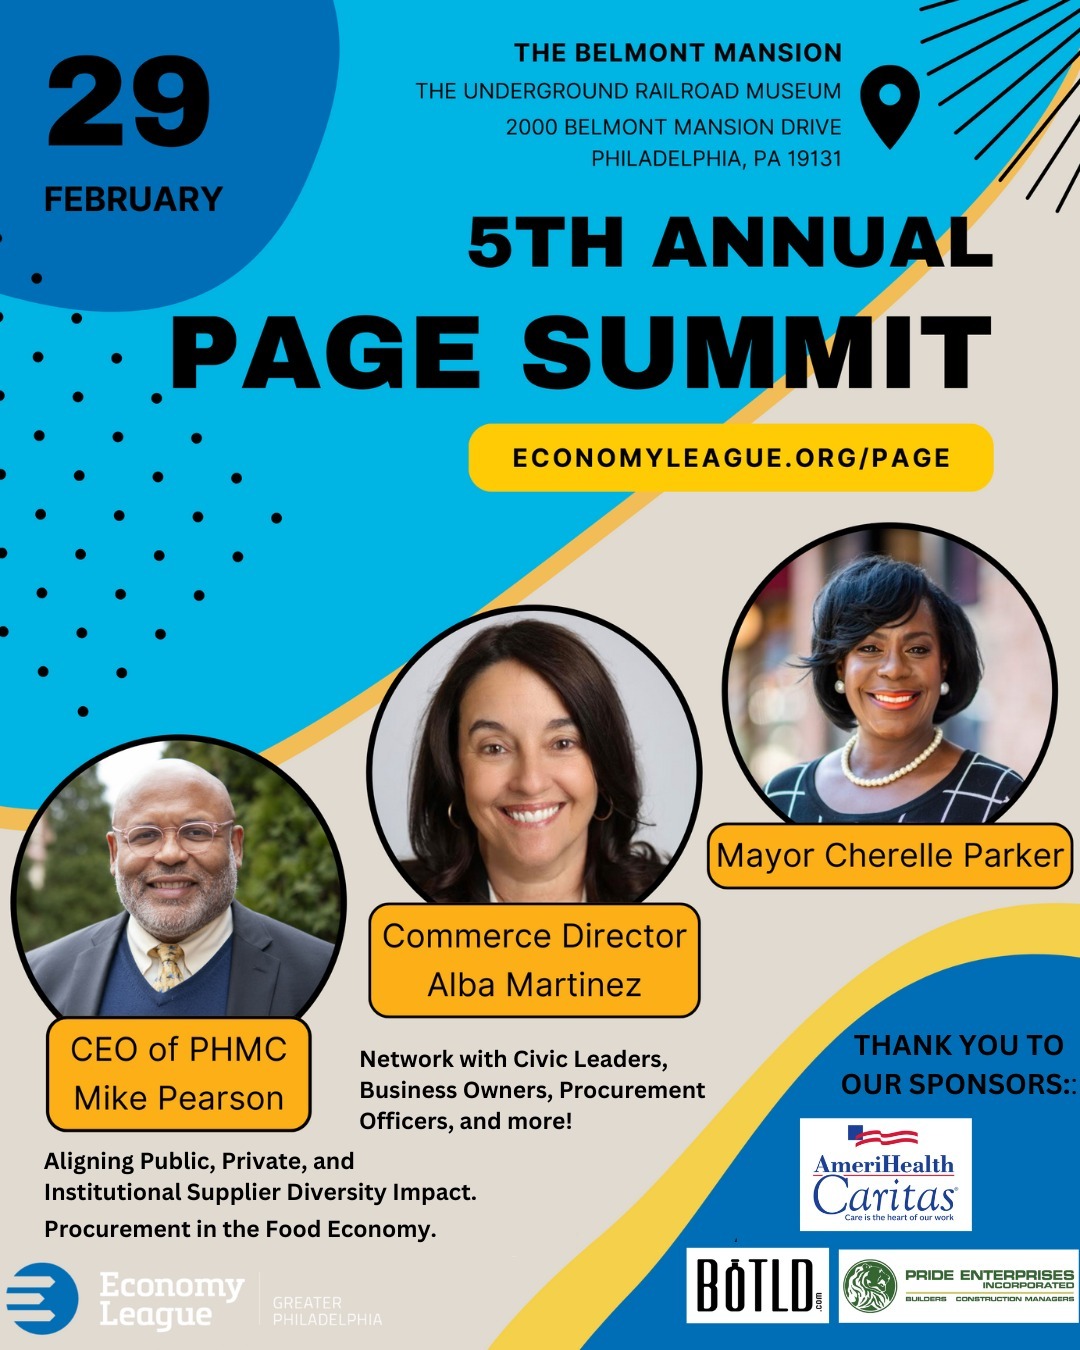 29
FEBRUARY
THE BELMONT MANSION
THE UNDERGROUND RAILROAD MUSEUM
2000 BELMONT MANSION DRIVE
PHILADELPHIA, PA 19131
5TH ANNUAL
PAGE SUMMIT
ECONOMYLEAGUE.ORG/PAGE
Mayor Cherelle Parker
Commerce Director
Alba Martinez
CEO of PHMC
Mike Pearson
Network with Civic Leaders,
Business Owners, Procurement
Officers, and more!
Aligning Public, Private, and
Institutional Supplier Diversity Impact.
Procurement in the Food Economy.
Economy
League
GREATER
PHILADELPHIA
THANK YOU TO
OUR SPONSORS::
AmeriHealth
Caritas®
Care is the heart of our work
BOTLD.com
PRIDE ENTERPRISES
INCORPORATED
BUILDERS CONSTRUCTION MANAGERS